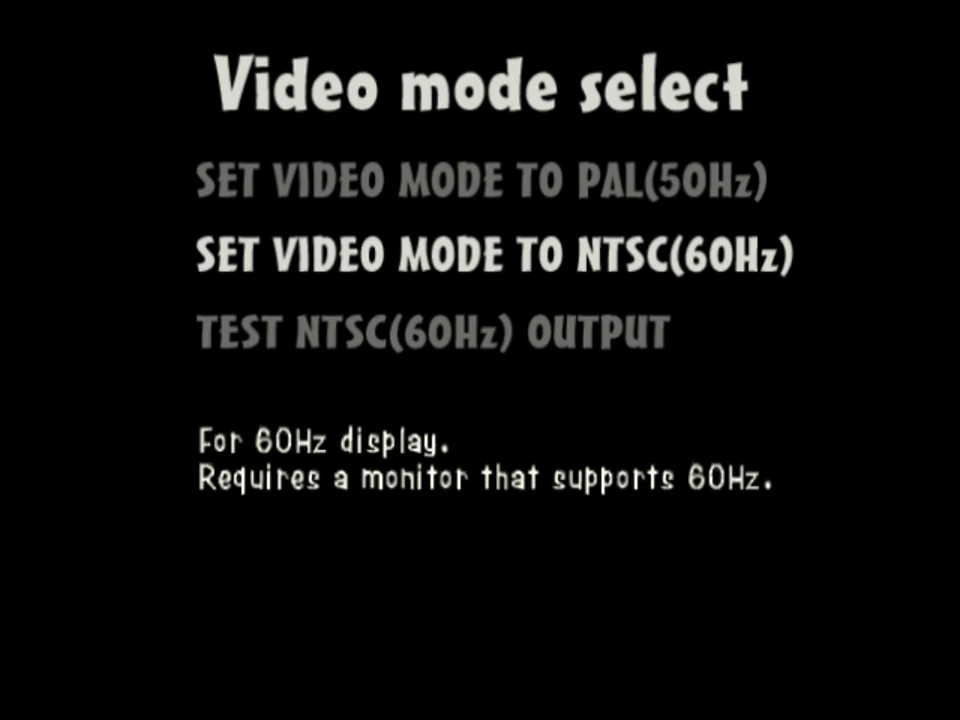 Video mode select
SET VIDEO MODE TO PAL(50Hz)
SET VIDEO MODE TO NTSC(60Hz)
TEST NTSC(60Hz) OUTPUT
For 60Hz display.
Requires a monitor that supports 60Hz.